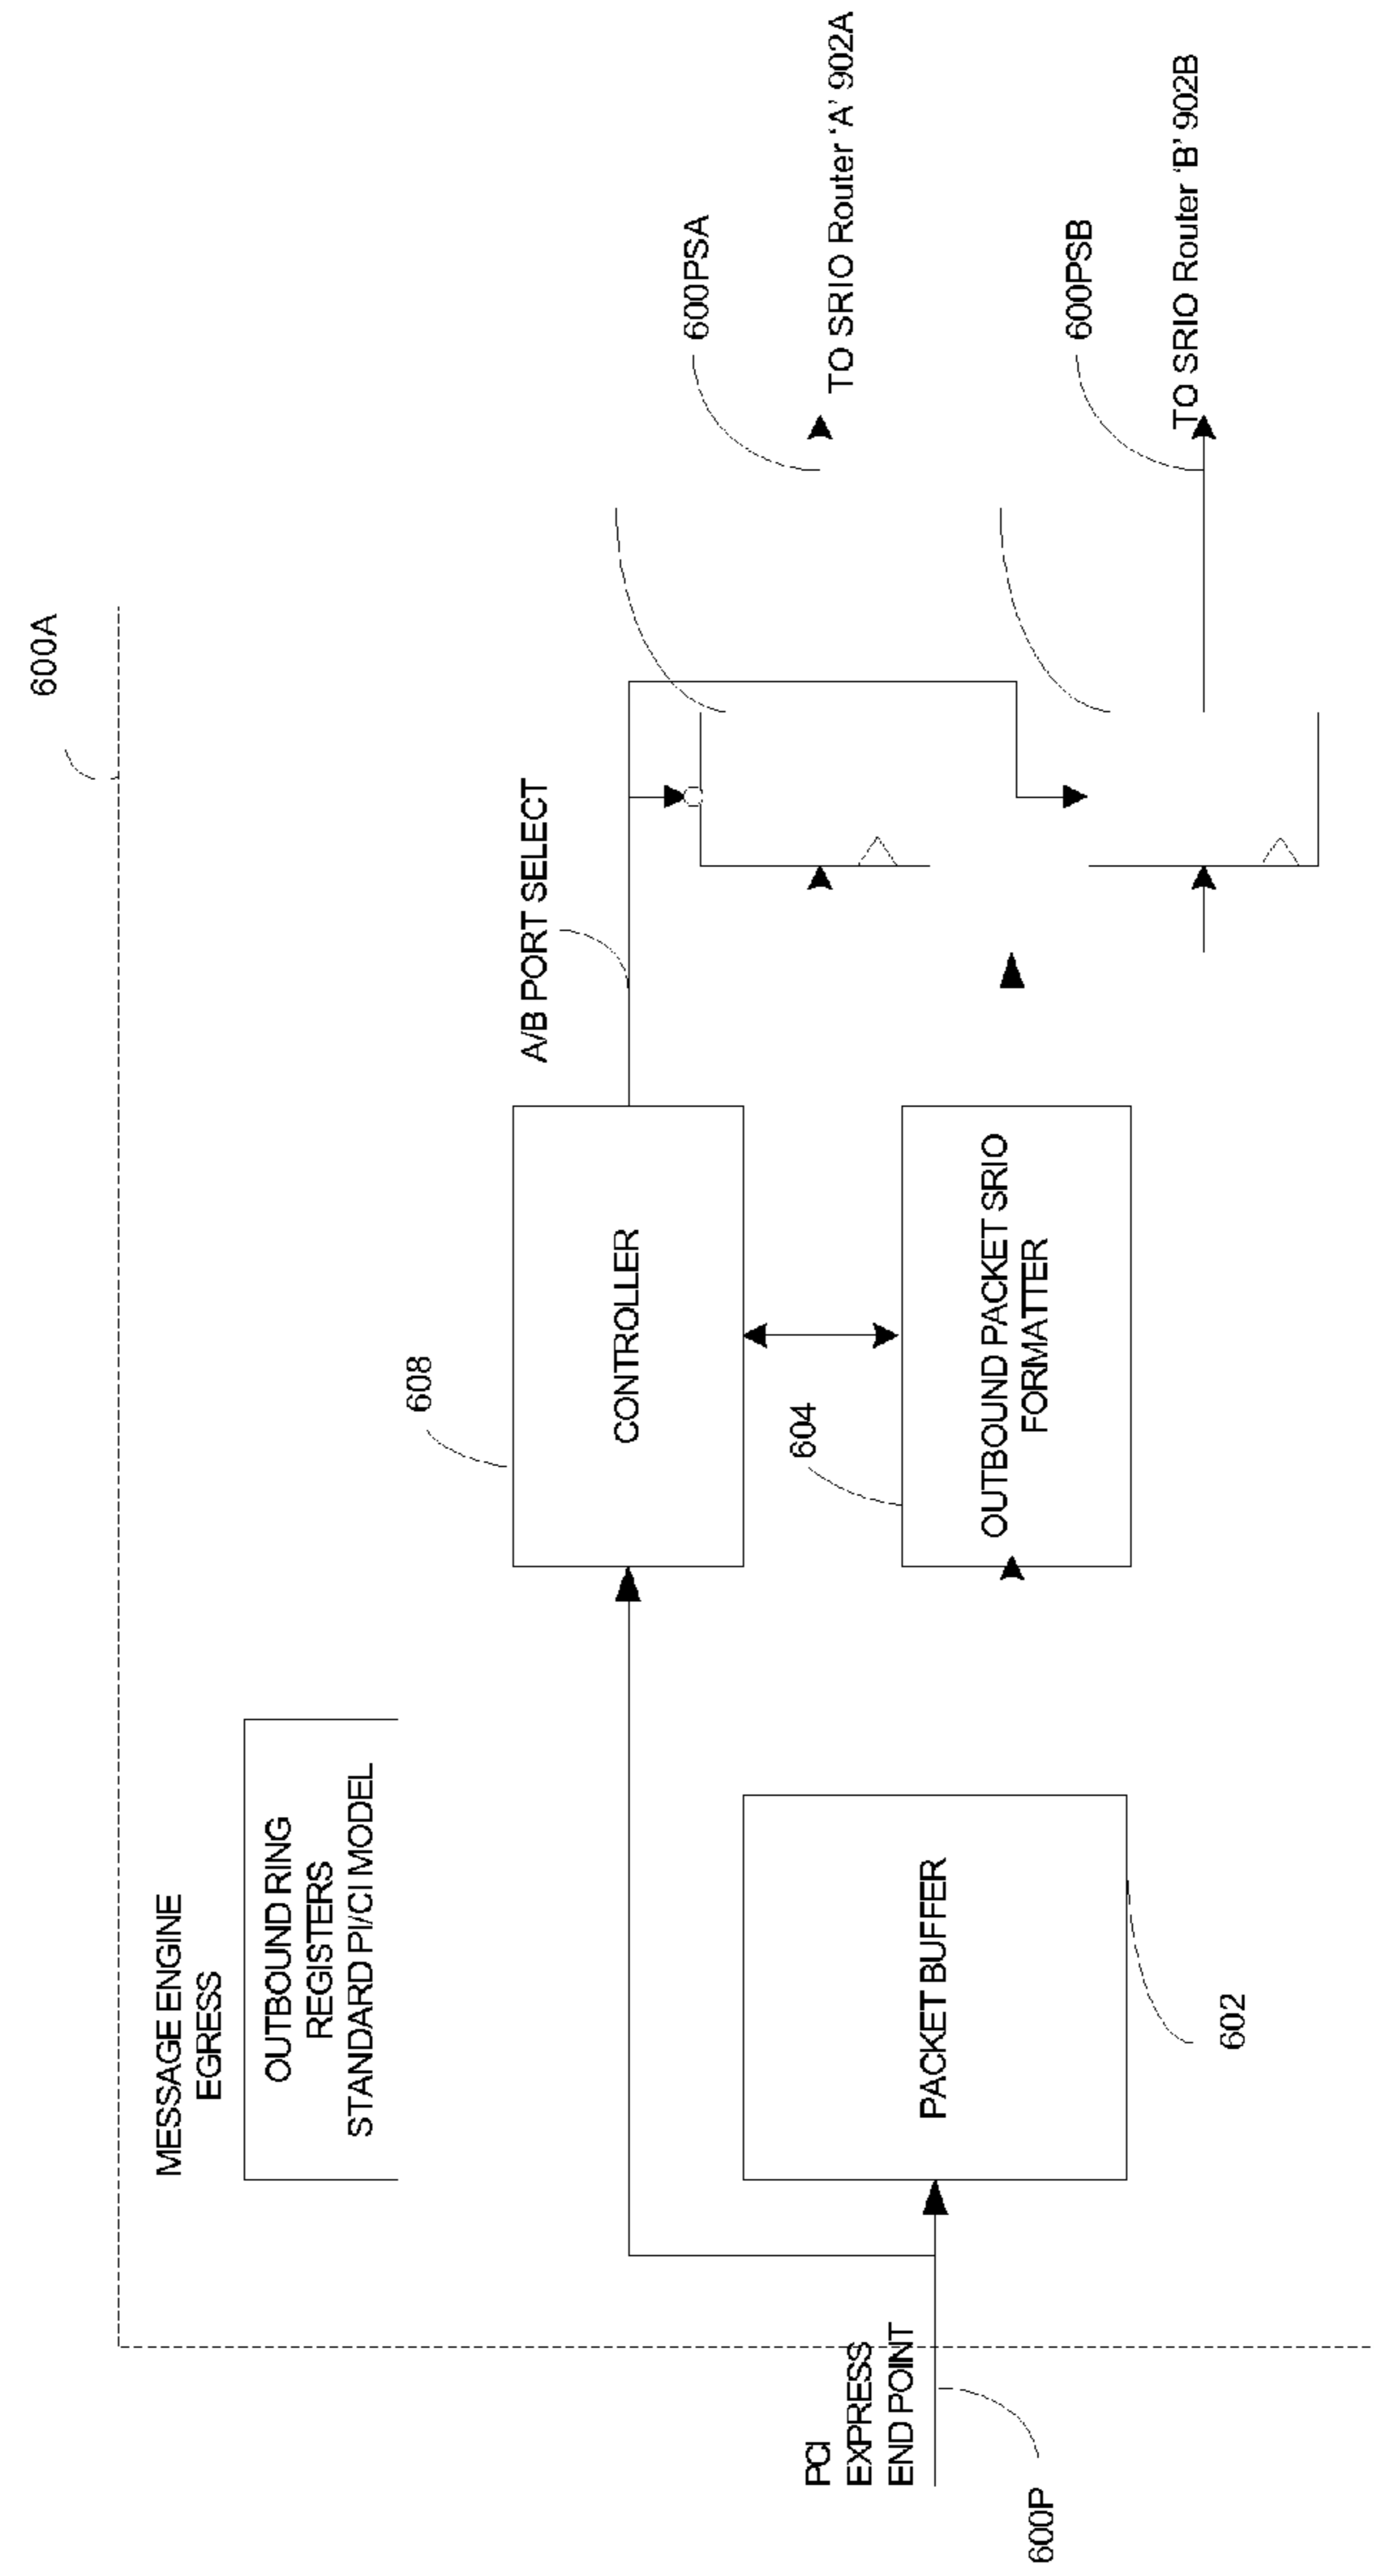 600A
MESSAGE ENGINE
EGRESS
OUTBOUND RING
REGISTERS
STANDARD PI/CI MODEL
608
CONTROLLER
A/B PORT SELECT
600PSA
TO SRIO Router 'A' 902A
PCI
EXPRESS
END POINT
600P
PACKET BUFFER
602
604
OUTBOUND PACKET SRIO
FORMATTER
600PSB
TO SRIO Router 'B' 902B